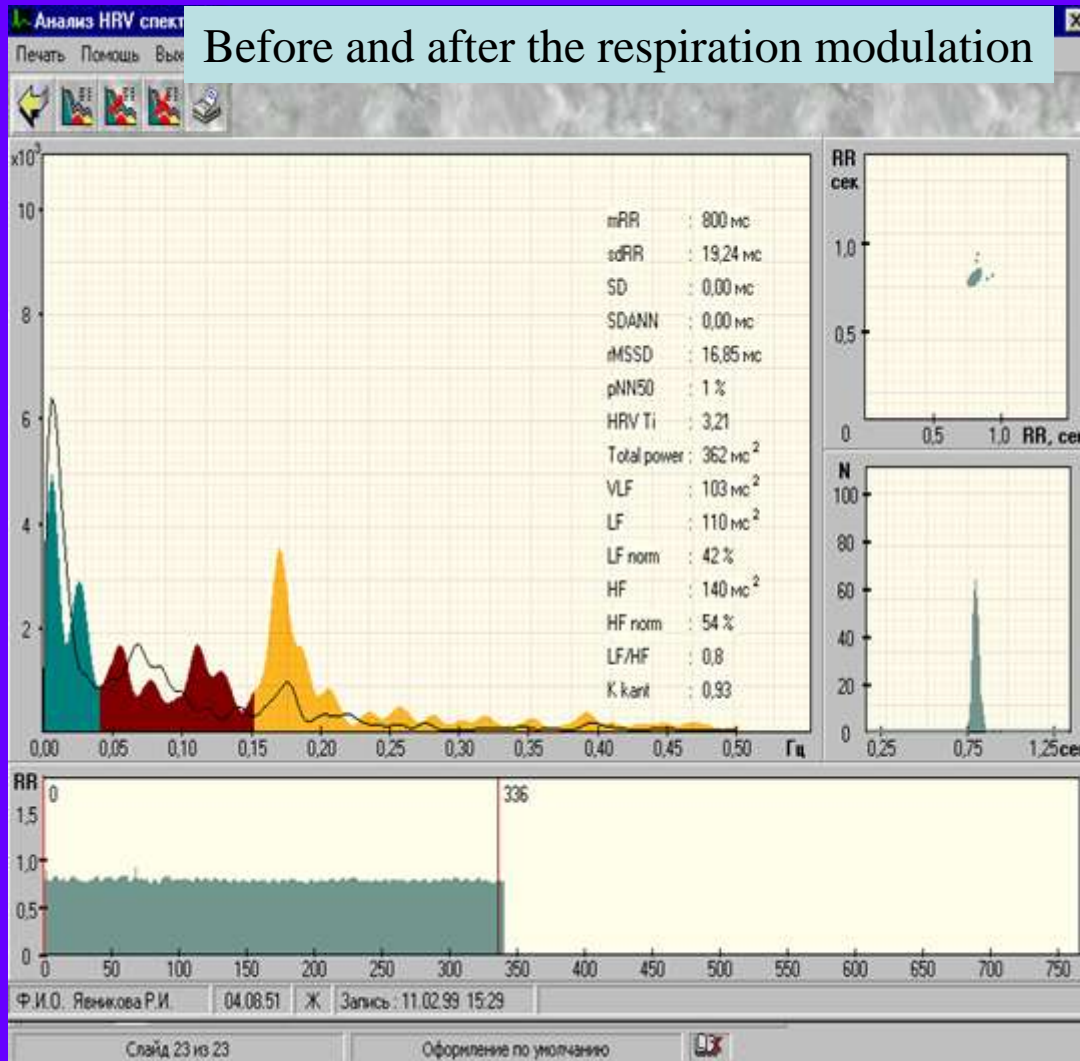 Анализ HRV спект
Before and after the respiration modulation
Печать Помощь Вых
x10³
10
8
6
4
2
0,00 0,05 0,10 0,15 0,20 0,25 0,30 0,35 0,40 0,45 0,50 Гц
mRR : 800 мс
sdRR : 19,24 мс
SD : 0,00 мс
SDANN : 0,00 мс
rMSSD : 16,85 мс
pNN50 : 1 %
HRV Ti : 3,21
Total power : 362 мс²
VLF : 103 мс²
LF : 110 мс²
LF norm : 42 %
HF : 140 мс²
HF norm : 54 %
LF/HF : 0,8
K kant : 0,93
RR
сек
1,0
0,5
0 0,5 1,0 RR, сек
N
100
80
60
40
20
0
0,25 0,75 1,25 сек
RR
0 336
1,5
1,0
0,5
0
0 50 100 150 200 250 300 350 400 450 500 550 600 650 700 750
Ф.И.О. Явникова Р.И. 04.08.51 Ж Запись : 11.02.99 15:29
Слайд 23 из 23 Оформление по умолчанию